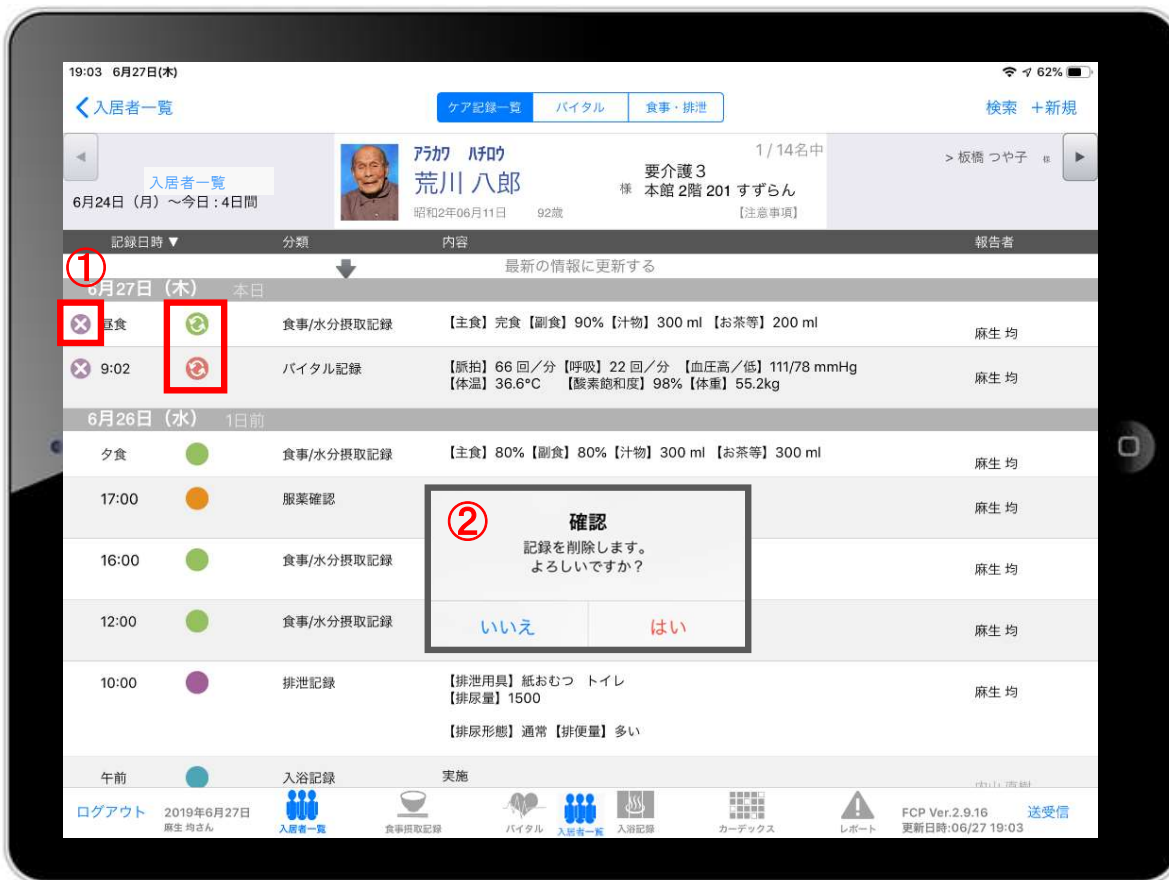 19:03 6月27日(木)
62%
入居者一覧
ケア記録一覧 バイタル 食事・排泄
検索 +新規
入居者一覧
6月24日（月）～今日 : 4日間
アラカワ ハチロウ
荒川 八郎
様
昭和2年06月11日 92歳
1 / 14名中
要介護３
本館 2階 201 すずらん
【注意事項】
> 板橋 つや子 様
記録日時 ▼ 分類 内容 報告者
①
最新の情報に更新する
6月27日（木） 本日
昼食 食事/水分摂取記録 【主食】完食【副食】90%【汁物】300 ml 【お茶等】200 ml 麻生 均
9:02 バイタル記録 【脈拍】66 回／分【呼吸】22 回／分 【血圧高／低】111/78 mmHg
【体温】36.6°C 【酸素飽和度】98%【体重】55.2kg 麻生 均
6月26日（水） 1日前
夕食 食事/水分摂取記録 【主食】80%【副食】80%【汁物】300 ml 【お茶等】300 ml 麻生 均
17:00 服薬確認 麻生 均
16:00 食事/水分摂取記録 麻生 均
12:00 食事/水分摂取記録 麻生 均
②
確認
記録を削除します。
よろしいですか？
いいえ はい
10:00 排泄記録 【排泄用具】紙おむつ トイレ
【排尿量】1500 麻生 均
【排尿形態】通常【排便量】多い
午前 入浴記録 実施
ログアウト 2019年6月27日
麻生 均さん
入居者一覧 食事摂取記録 バイタル 入居者一覧 入浴記録 カーデックス レポート
FCP Ver.2.9.16
更新日時:06/27 19:03
送受信